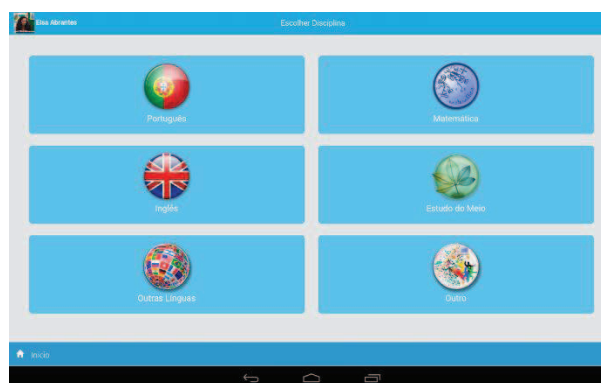 Elsa Abrantes
Escolher Disciplina
Português
Matemática
Inglês
Estudo do Meio
Outras Línguas
Outro
Início